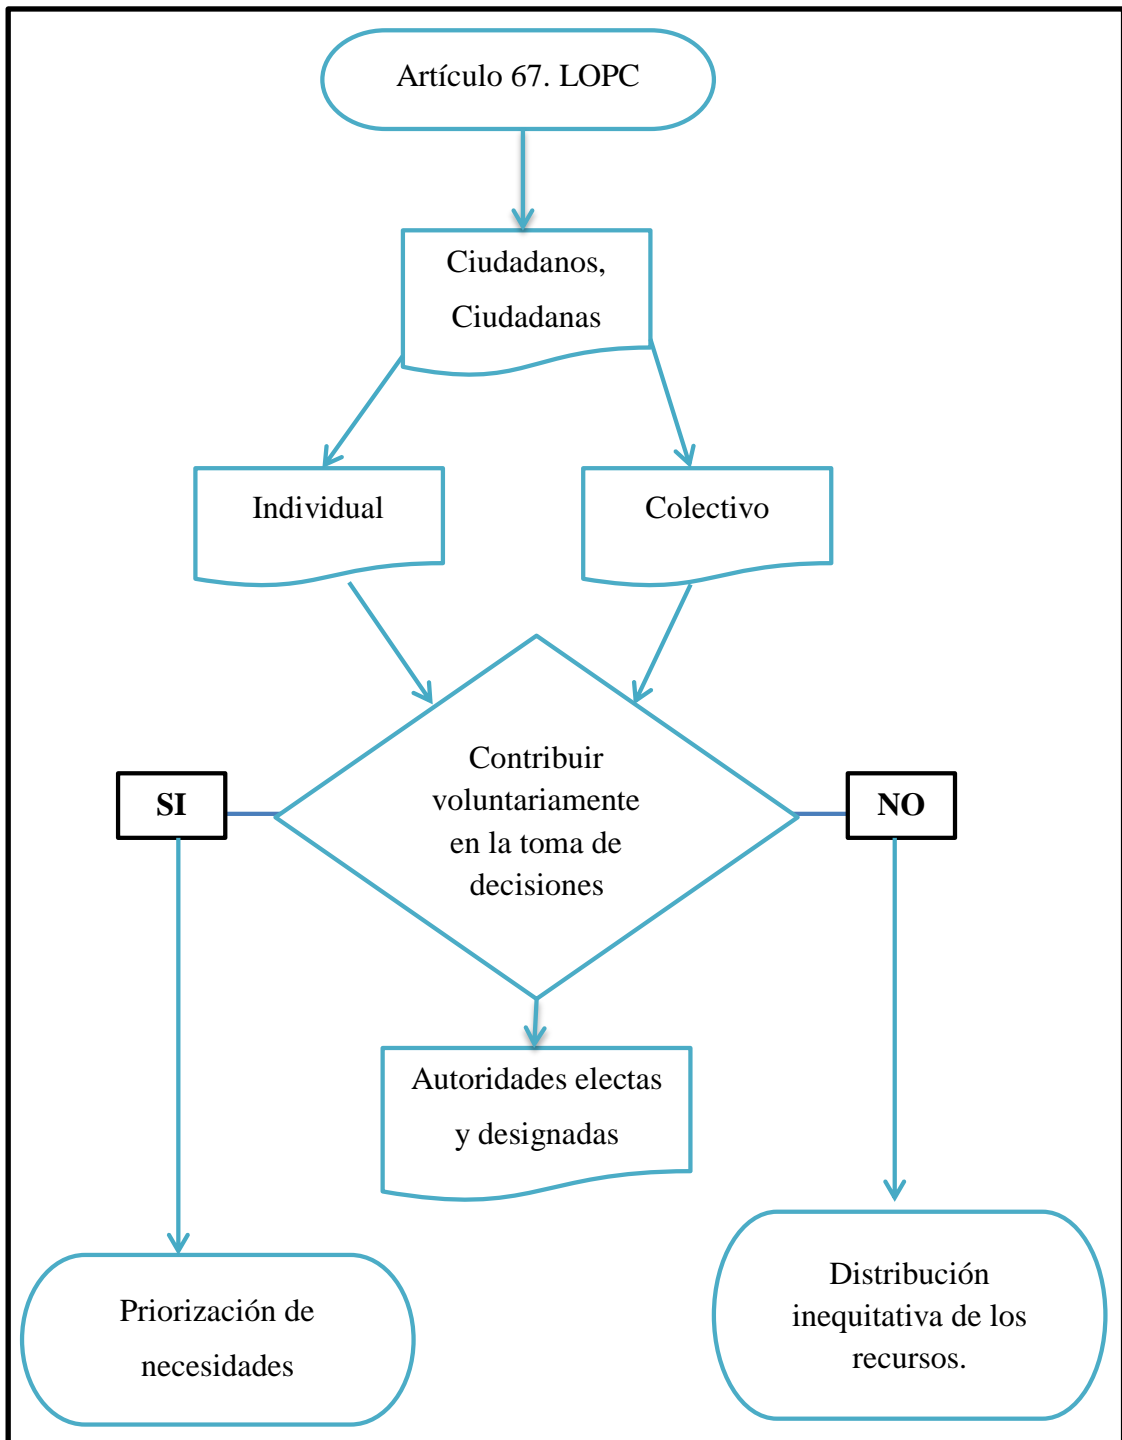 Artículo 67. LOPC
Ciudadanos,
Ciudadanas
Individual
Colectivo
Contribuir
voluntariamente
en la toma de
decisiones
SI
NO
Autoridades electas
y designadas
Priorización de
necesidades
Distribución
inequitativa de los
recursos.